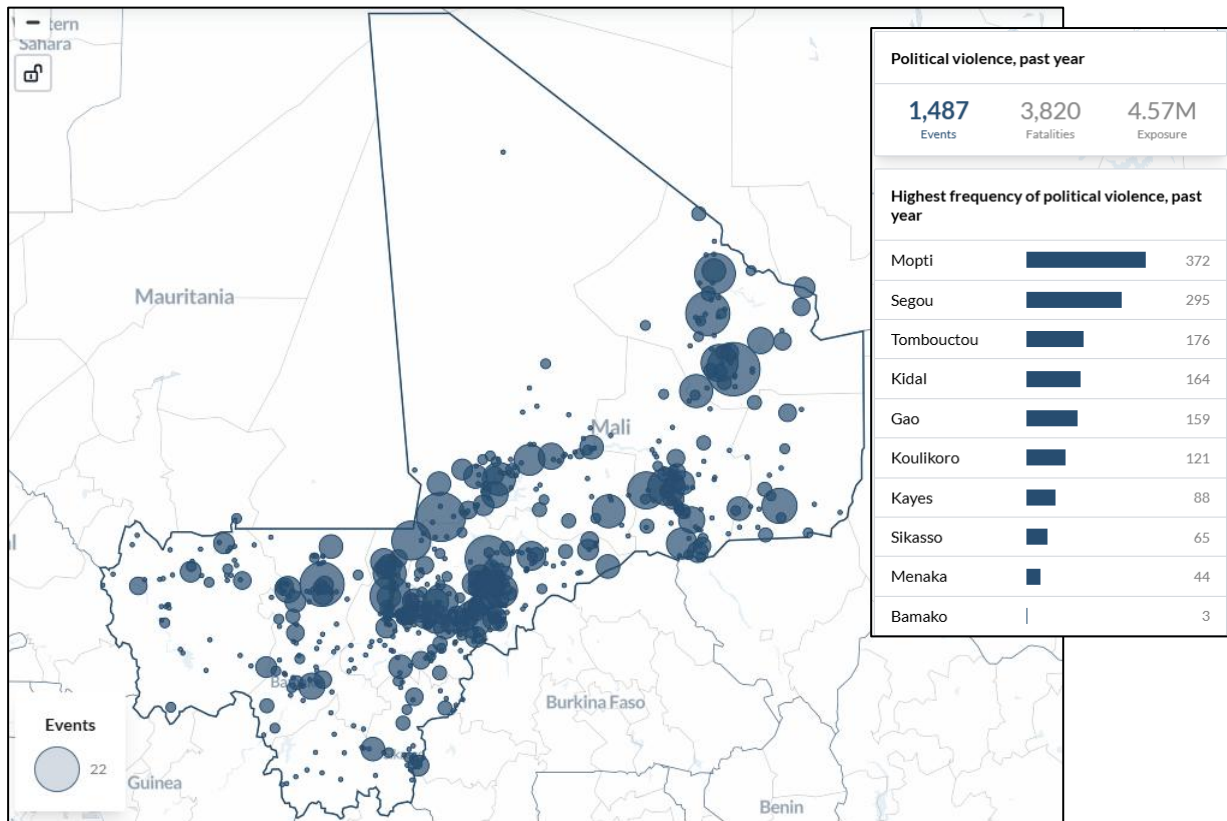 Sahara
Mauritania
Mali
Burkina Faso
Guinea
Benin
Events
22
Political violence, past year
1,487 3,820 4.57M
Events Fatalities Exposure
Highest frequency of political violence, past
year
Mopti 372
Segou 295
Tombouctou 176
Kidal 164
Gao 159
Koulikoro 121
Kayes 88
Sikasso 65
Menaka 44
Bamako 3